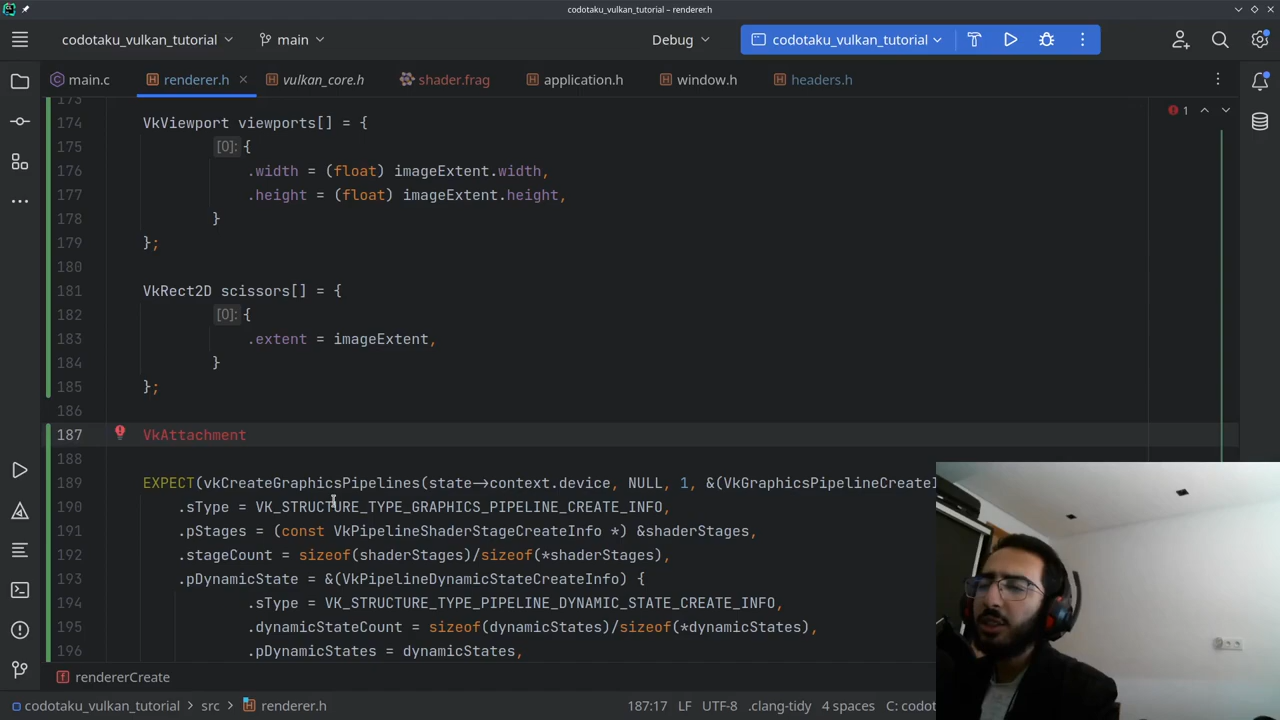 codotaku_vulkan_tutorial – renderer.h
codotaku_vulkan_tutorial main Debug codotaku_vulkan_tutorial
main.c renderer.h vulkan_core.h shader.frag application.h window.h headers.h
173
174 VkViewport viewports[] = { 1
175 [0]: {
176 .width = (float) imageExtent.width,
177 .height = (float) imageExtent.height,
178 }
179 };
180
181 VkRect2D scissors[] = {
182 [0]: {
183 .extent = imageExtent,
184 }
185 };
186
187 VkAttachment
188
189 EXPECT(vkCreateGraphicsPipelines(state->context.device, NULL, 1, &(VkGraphicsPipelineCreateI
190 .sType = VK_STRUCTURE_TYPE_GRAPHICS_PIPELINE_CREATE_INFO,
191 .pStages = (const VkPipelineShaderStageCreateInfo *) &shaderStages,
192 .stageCount = sizeof(shaderStages)/sizeof(*shaderStages),
193 .pDynamicState = &(VkPipelineDynamicStateCreateInfo) {
194 .sType = VK_STRUCTURE_TYPE_PIPELINE_DYNAMIC_STATE_CREATE_INFO,
195 .dynamicStateCount = sizeof(dynamicStates)/sizeof(*dynamicStates),
196 .pDynamicStates = dynamicStates,
f rendererCreate
codotaku_vulkan_tutorial > src > renderer.h 187:17 LF UTF-8 .clang-tidy 4 spaces C: codot